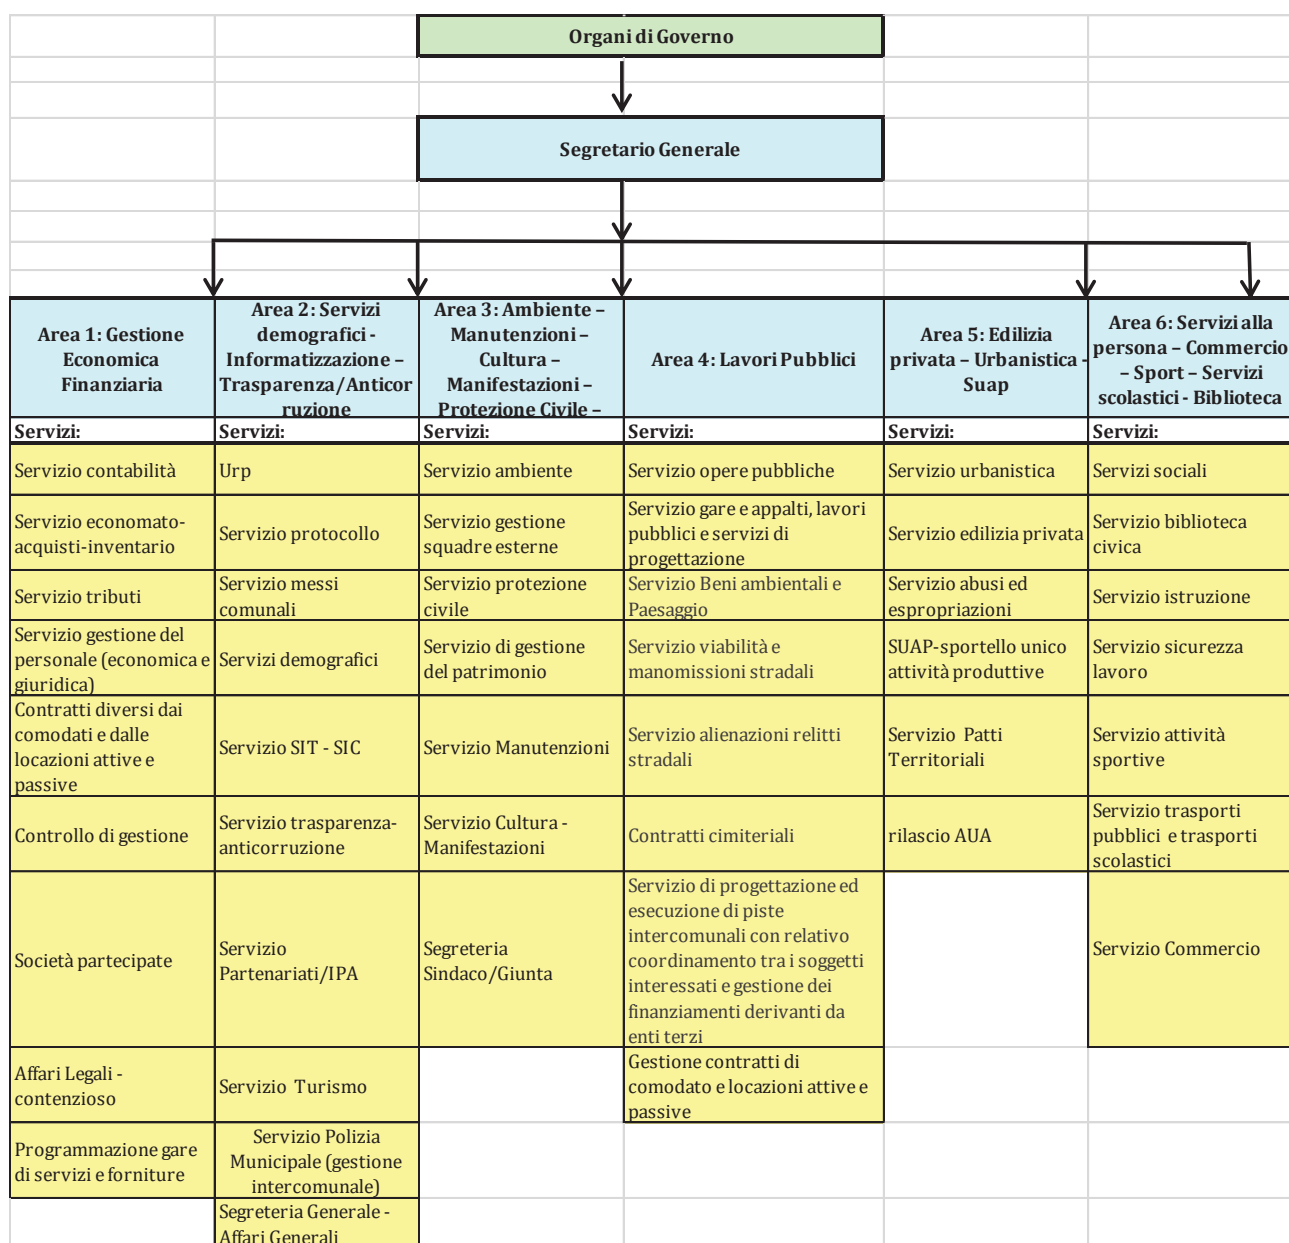 Organi di Governo
Segretario Generale
Area 1: Gestione
Economica
Finanziaria
Area 2: Servizi
demografici -
Informatizzazione –
Trasparenza/Anticor
ruzione
Area 3: Ambiente –
Manutenzioni –
Cultura –
Manifestazioni –
Protezione Civile –
Area 4: Lavori Pubblici
Area 5: Edilizia
privata – Urbanistica -
Suap
Area 6: Servizi alla
persona – Commercio
– Sport – Servizi
scolastici - Biblioteca
Servizi:
Servizi:
Servizi:
Servizi:
Servizi:
Servizi:
Servizio contabilità
Urp
Servizio ambiente
Servizio opere pubbliche
Servizio urbanistica
Servizi sociali
Servizio economato-
acquisti-inventario
Servizio protocollo
Servizio gestione
squadre esterne
Servizio gare e appalti, lavori
pubblici e servizi di
progettazione
Servizio edilizia privata
Servizio biblioteca
civica
Servizio tributi
Servizio messi
comunali
Servizio protezione
civile
Servizio Beni ambientali e
Paesaggio
Servizio abusi ed
espropriazioni
Servizio istruzione
Servizio gestione del
personale (economica e
giuridica)
Servizi demografici
Servizio di gestione
del patrimonio
Servizio viabilità e
manomissioni stradali
SUAP-sportello unico
attività produttive
Servizio sicurezza
lavoro
Contratti diversi dai
comodati e dalle
locazioni attive e
passive
Servizio SIT - SIC
Servizio Manutenzioni
Servizio alienazioni relitti
stradali
Servizio Patti
Territoriali
Servizio attività
sportive
Controllo di gestione
Servizio trasparenza-
anticorruzione
Servizio Cultura -
Manifestazioni
Contratti cimiteriali
rilascio AUA
Servizio trasporti
pubblici e trasporti
scolastici
Società partecipate
Servizio
Partenariati/IPA
Segreteria
Sindaco/Giunta
Servizio di progettazione ed
esecuzione di piste
intercomunali con relativo
coordinamento tra i soggetti
interessati e gestione dei
finanziamenti derivanti da
enti terzi
Servizio Commercio
Affari Legali -
contenzioso
Servizio Turismo
Gestione contratti di
comodato e locazioni attive e
passive
Programmazione gare
di servizi e forniture
Servizio Polizia
Municipale (gestione
intercomunale)
Segreteria Generale -
Affari Generali